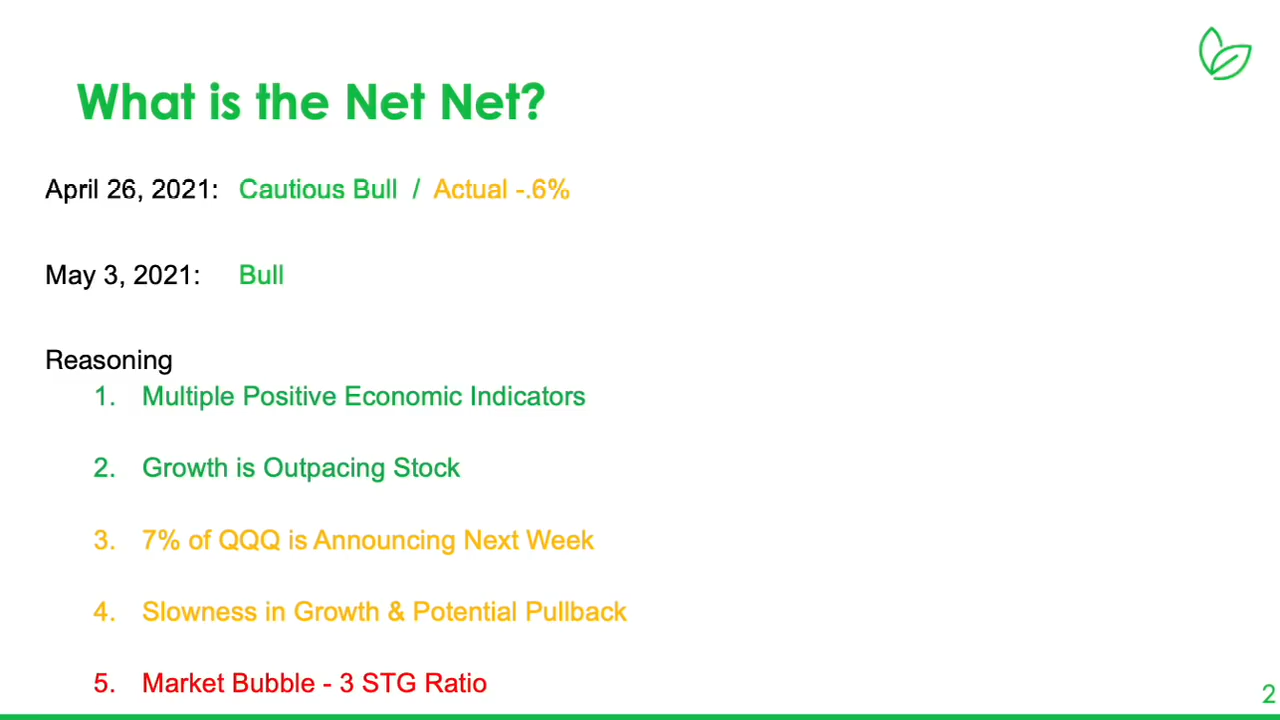 What is the Net Net?
April 26, 2021: Cautious Bull / Actual -.6%
May 3, 2021: Bull
Reasoning
1. Multiple Positive Economic Indicators
2. Growth is Outpacing Stock
3. 7% of QQQ is Announcing Next Week
4. Slowness in Growth & Potential Pullback
5. Market Bubble - 3 STG Ratio
2